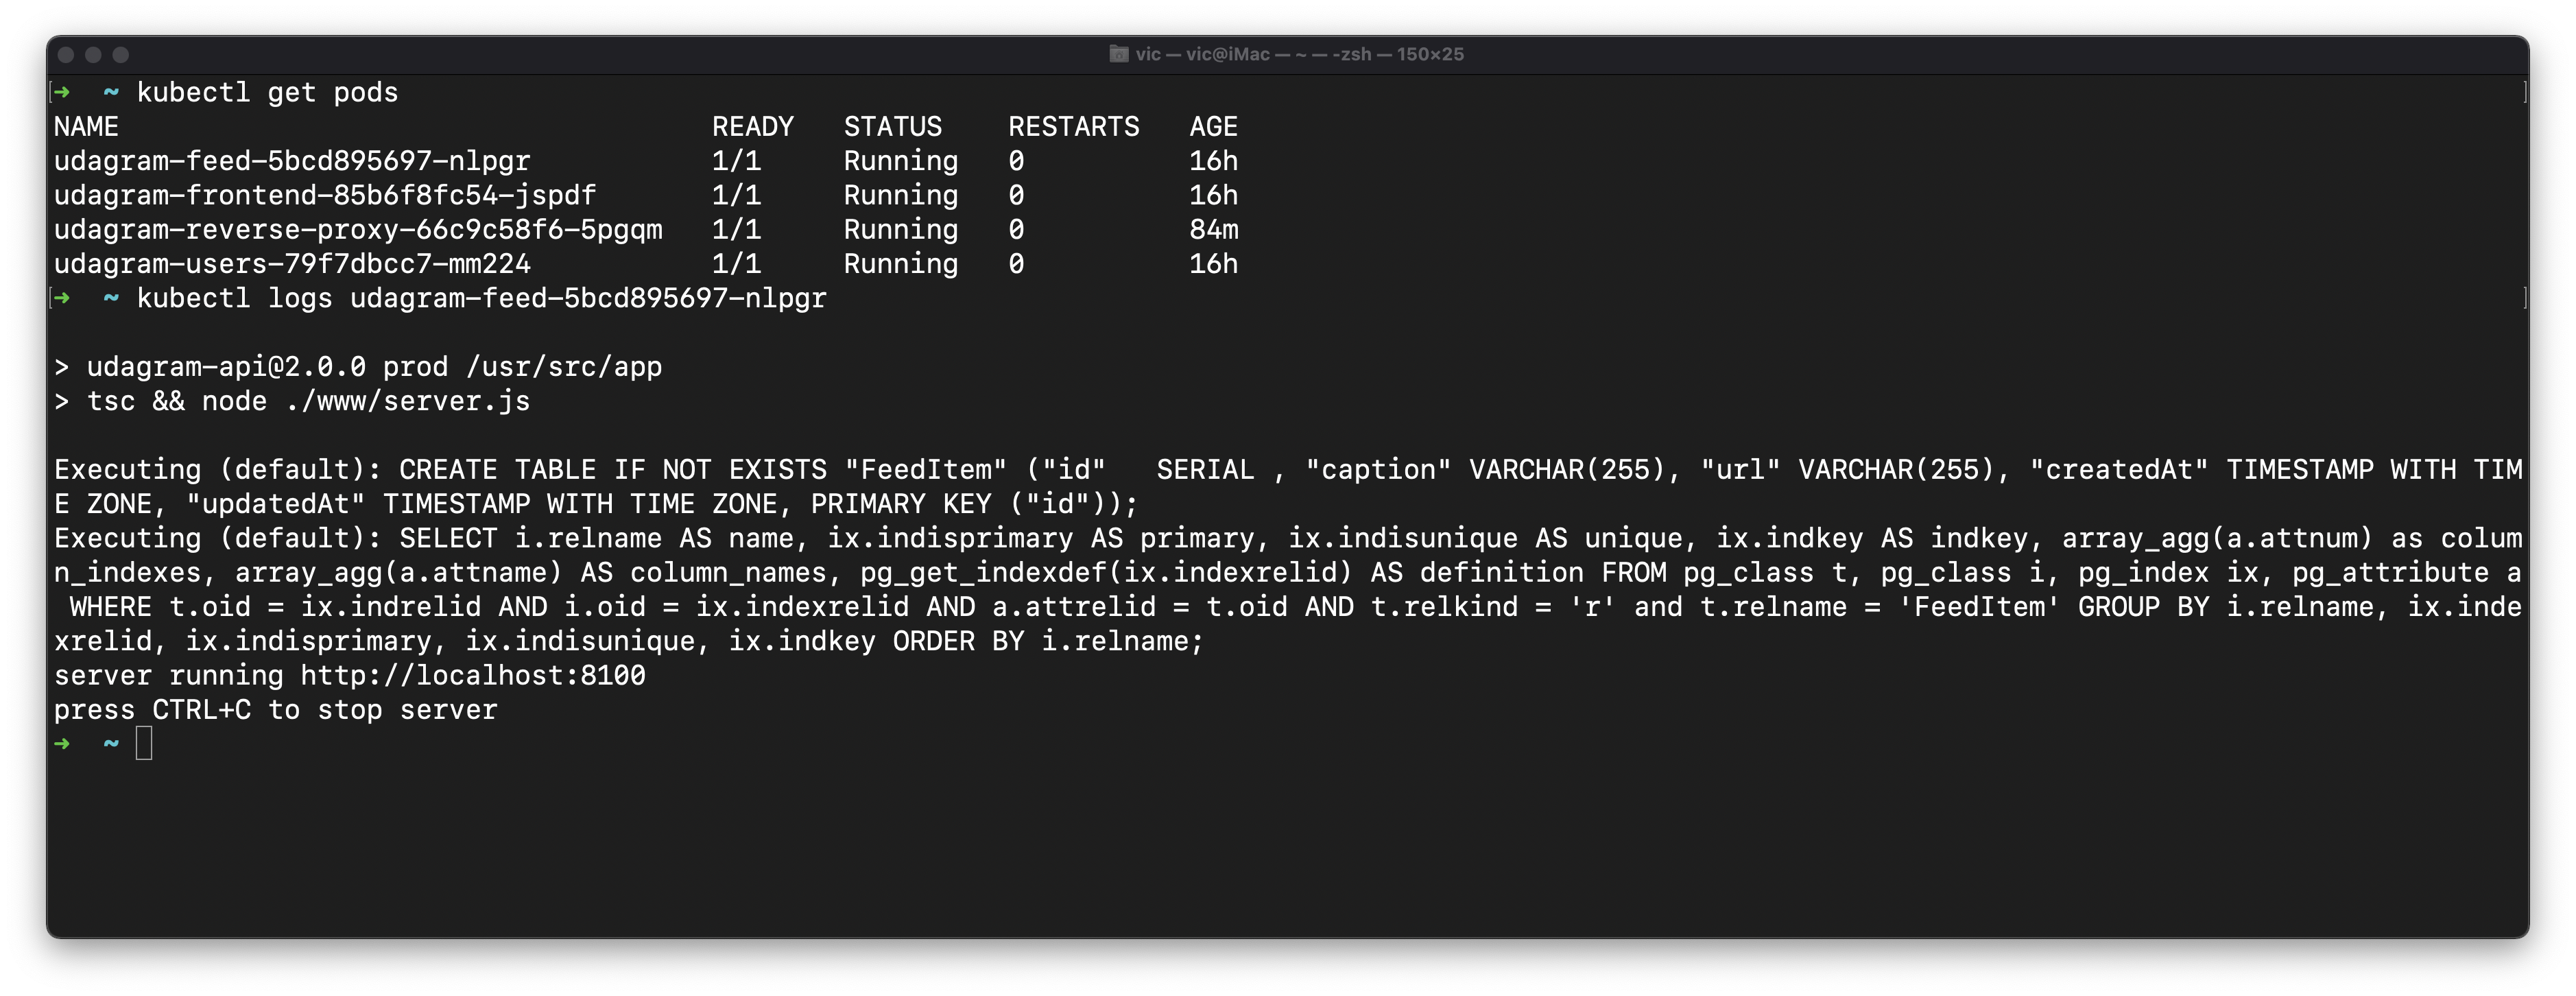 vic — vic@iMac — ~ — -zsh — 150×25
[➜  ~ kubectl get pods ]
NAME                                    READY   STATUS    RESTARTS   AGE
udagram-feed-5bcd895697-nlpgr           1/1     Running   0          16h
udagram-frontend-85b6f8fc54-jspdf       1/1     Running   0          16h
udagram-reverse-proxy-66c9c58f6-5pgqm   1/1     Running   0          84m
udagram-users-79f7dbcc7-mm224           1/1     Running   0          16h
[➜  ~ kubectl logs udagram-feed-5bcd895697-nlpgr ]
> udagram-api@2.0.0 prod /usr/src/app
> tsc && node ./www/server.js
Executing (default): CREATE TABLE IF NOT EXISTS "FeedItem" ("id"   SERIAL , "caption" VARCHAR(255), "url" VARCHAR(255), "createdAt" TIMESTAMP WITH TIM
E ZONE, "updatedAt" TIMESTAMP WITH TIME ZONE, PRIMARY KEY ("id"));
Executing (default): SELECT i.relname AS name, ix.indisprimary AS primary, ix.indisunique AS unique, ix.indkey AS indkey, array_agg(a.attnum) as colum
n_indexes, array_agg(a.attname) AS column_names, pg_get_indexdef(ix.indexrelid) AS definition FROM pg_class t, pg_class i, pg_index ix, pg_attribute a
 WHERE t.oid = ix.indrelid AND i.oid = ix.indexrelid AND a.attrelid = t.oid AND t.relkind = 'r' and t.relname = 'FeedItem' GROUP BY i.relname, ix.inde
xrelid, ix.indisprimary, ix.indisunique, ix.indkey ORDER BY i.relname;
server running http://localhost:8100
press CTRL+C to stop server
➜  ~